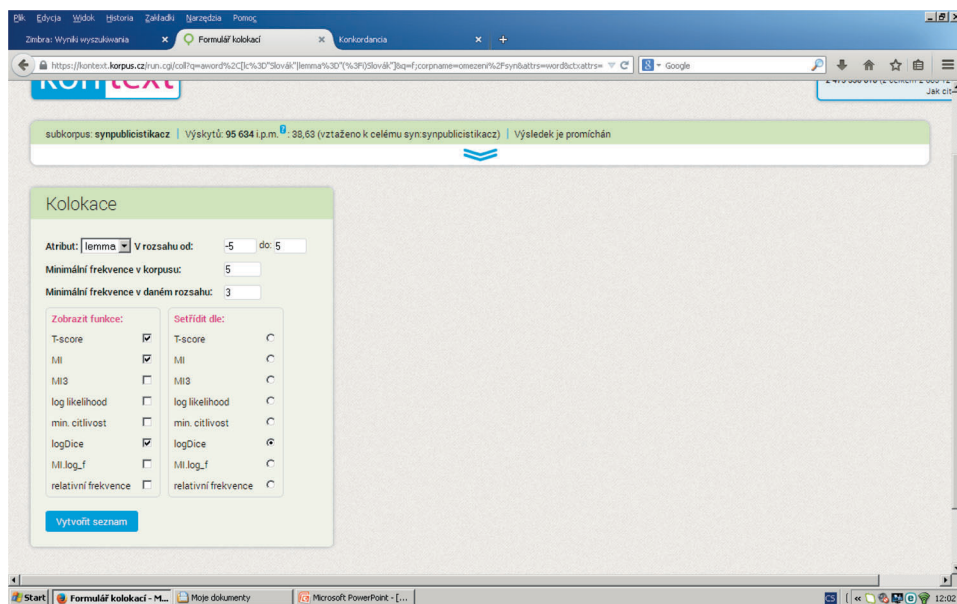 Plik Edycja Widok Historia Zakładki Narzędzia Pomoc
Zimbra: Wyniki wyszukiwania × Formulář kolokací × Konkordancia × +
https://kontext.korpus.cz/run.cgi/coll?q=aword%2C[lc%3D"Slovák"|lemma%3D"(%3Fi)Slovák"]&q=f;corpname=omezeni%2Fsyn&attrs=word&ctxattrs= Google
kontext
Jak cit
subkorpus: synpublicistikacz | Výskytů: 95 634 i.p.m. ? : 38,63 (vztaženo k celému syn:synpublicistikacz) | Výsledek je promíchán
Kolokace
Atribut: lemma V rozsahu od: -5 do: 5
Minimální frekvence v korpusu: 5
Minimální frekvence v daném rozsahu: 3
Zobrazit funkce: Setřídit dle:
T-score T-score
MI MI
MI3 MI3
log likelihood log likelihood
min. citlivost min. citlivost
logDice logDice
MI.log_f MI.log_f
relativní frekvence relativní frekvence
Vytvořit seznam
Start Formulář kolokací - M... Moje dokumenty Microsoft PowerPoint - [... CS « 12:02